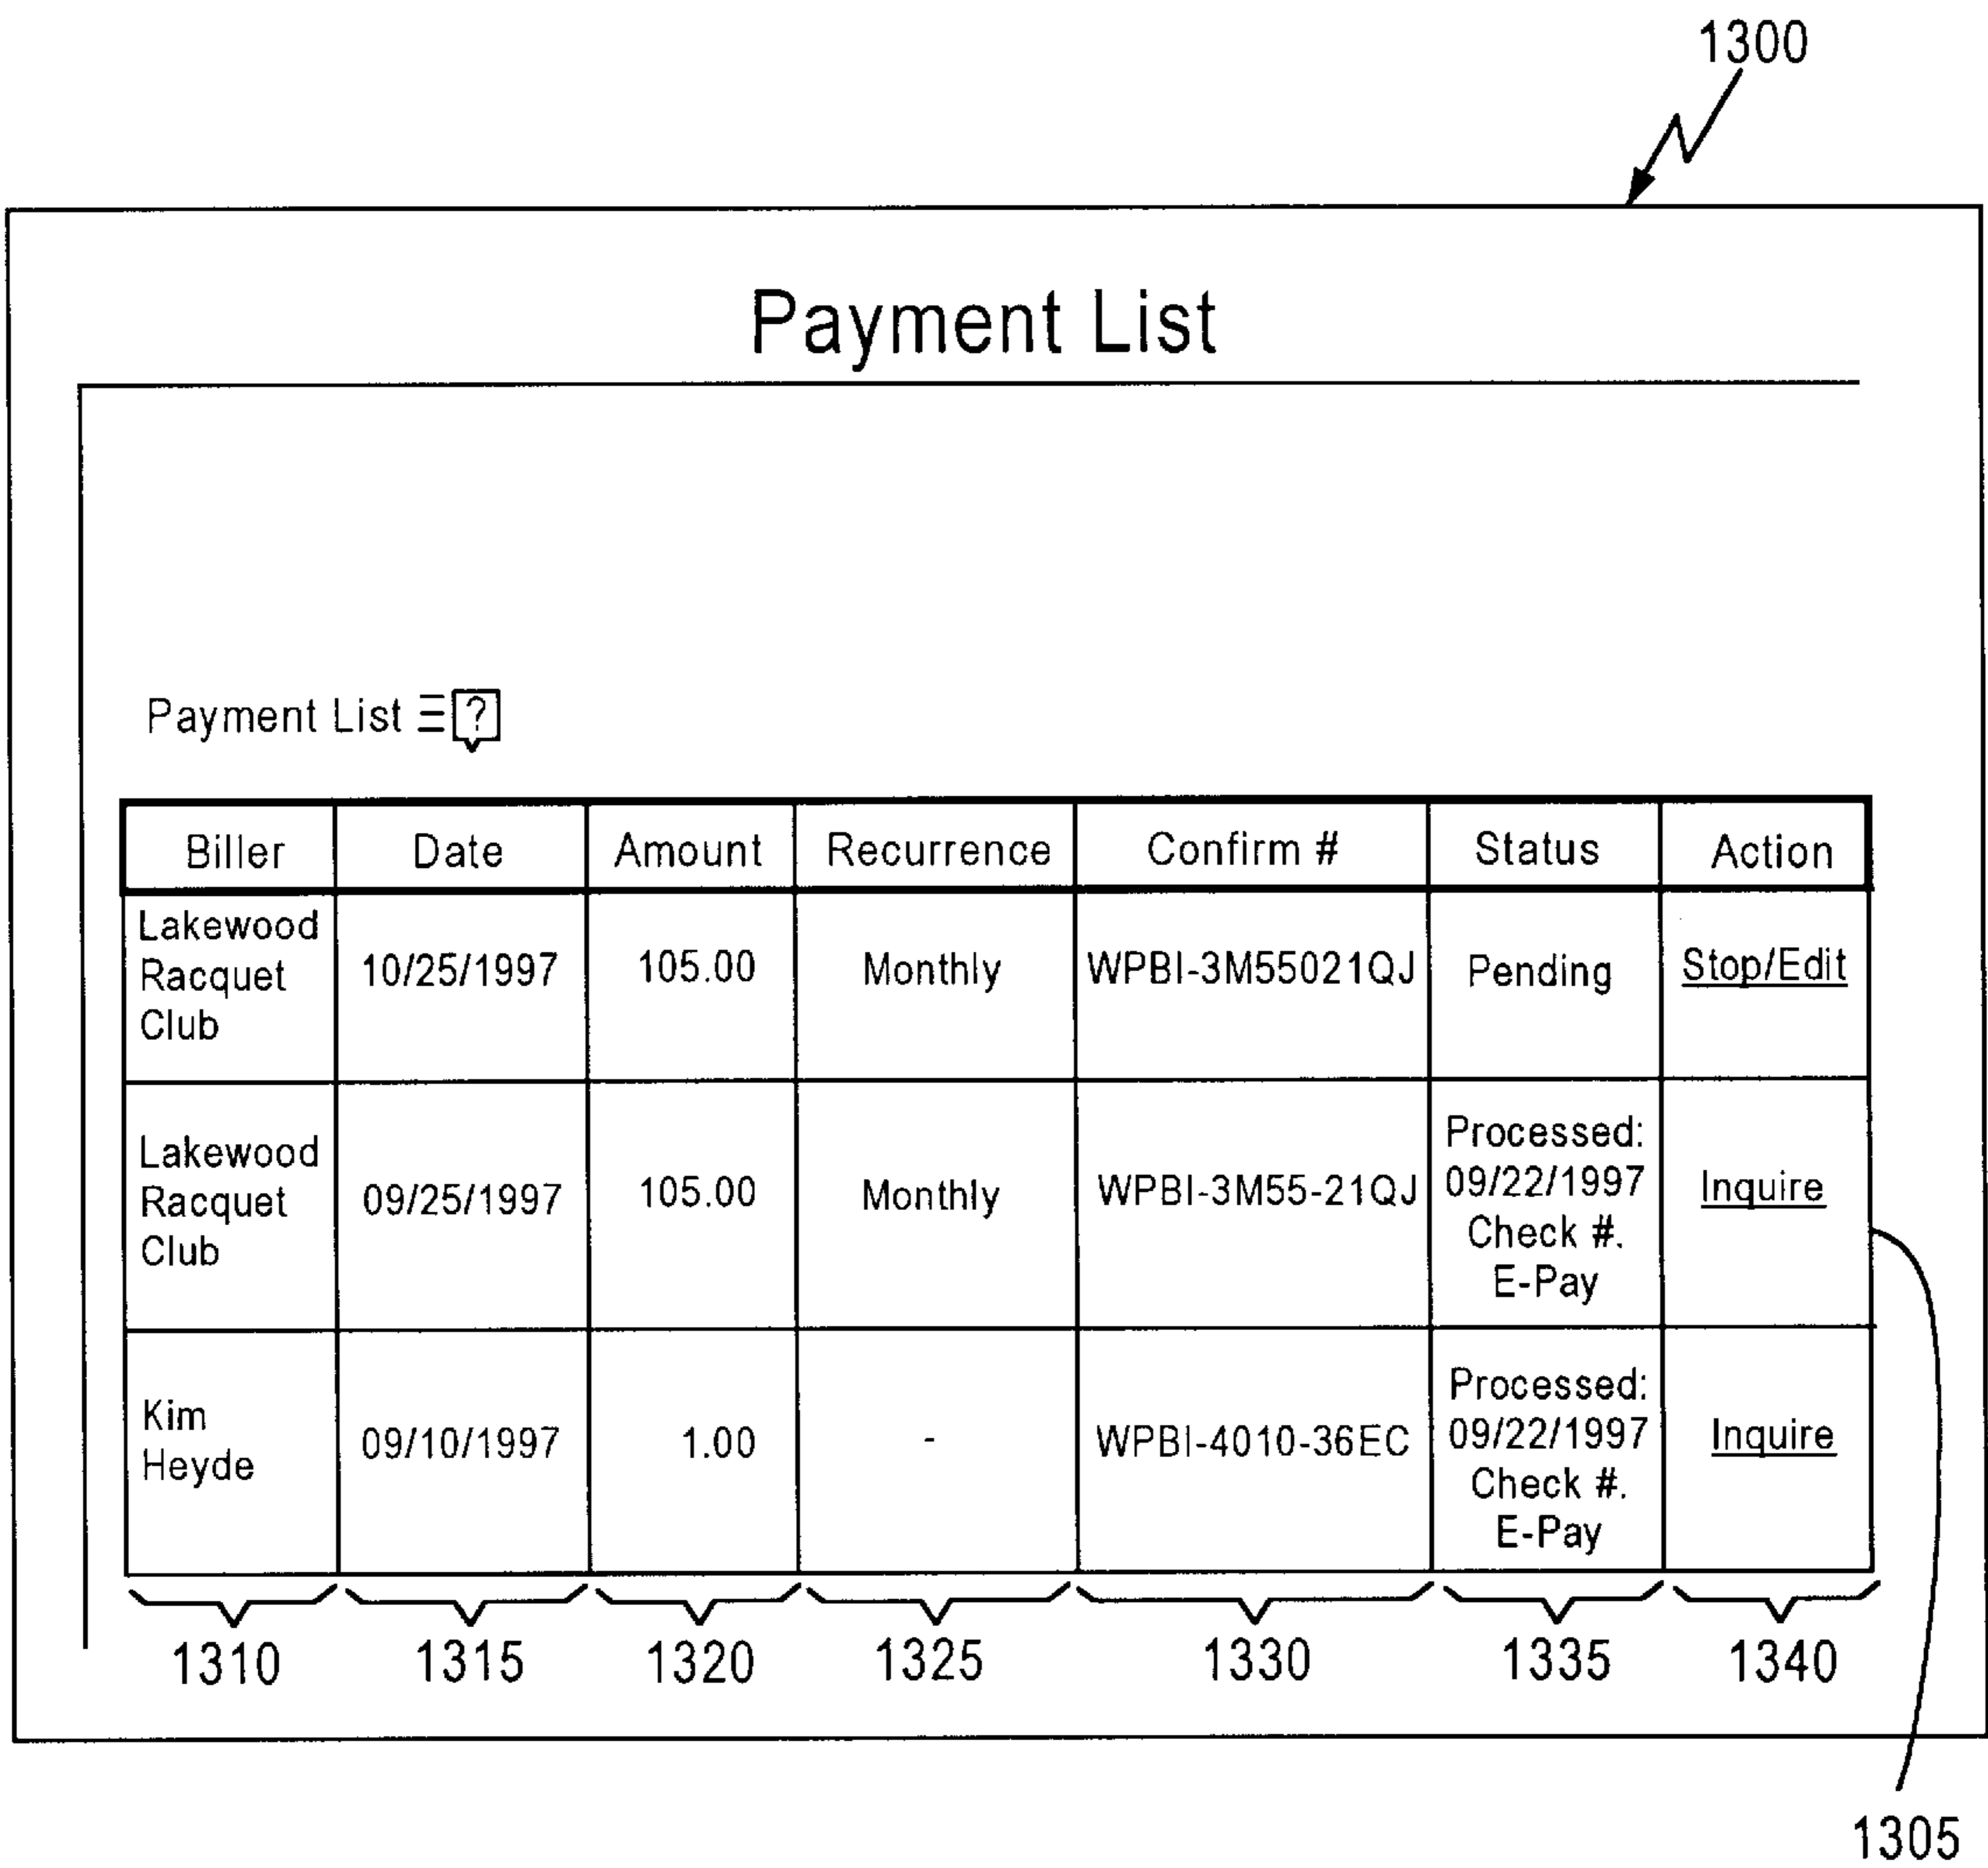 1300
Payment List
Payment List ?
Biller Date Amount Recurrence Confirm # Status Action
Lakewood
Racquet
Club
10/25/1997
105.00
Monthly
WPBI-3M55021QJ
Pending
Stop/Edit
Lakewood
Racquet
Club
09/25/1997
105.00
Monthly
WPBI-3M55-21QJ
Processed:
09/22/1997
Check #.
E-Pay
Inquire
Kim
Heyde
09/10/1997
1.00
-
WPBI-4010-36EC
Processed:
09/22/1997
Check #.
E-Pay
Inquire
1310 1315 1320 1325 1330 1335 1340
1305